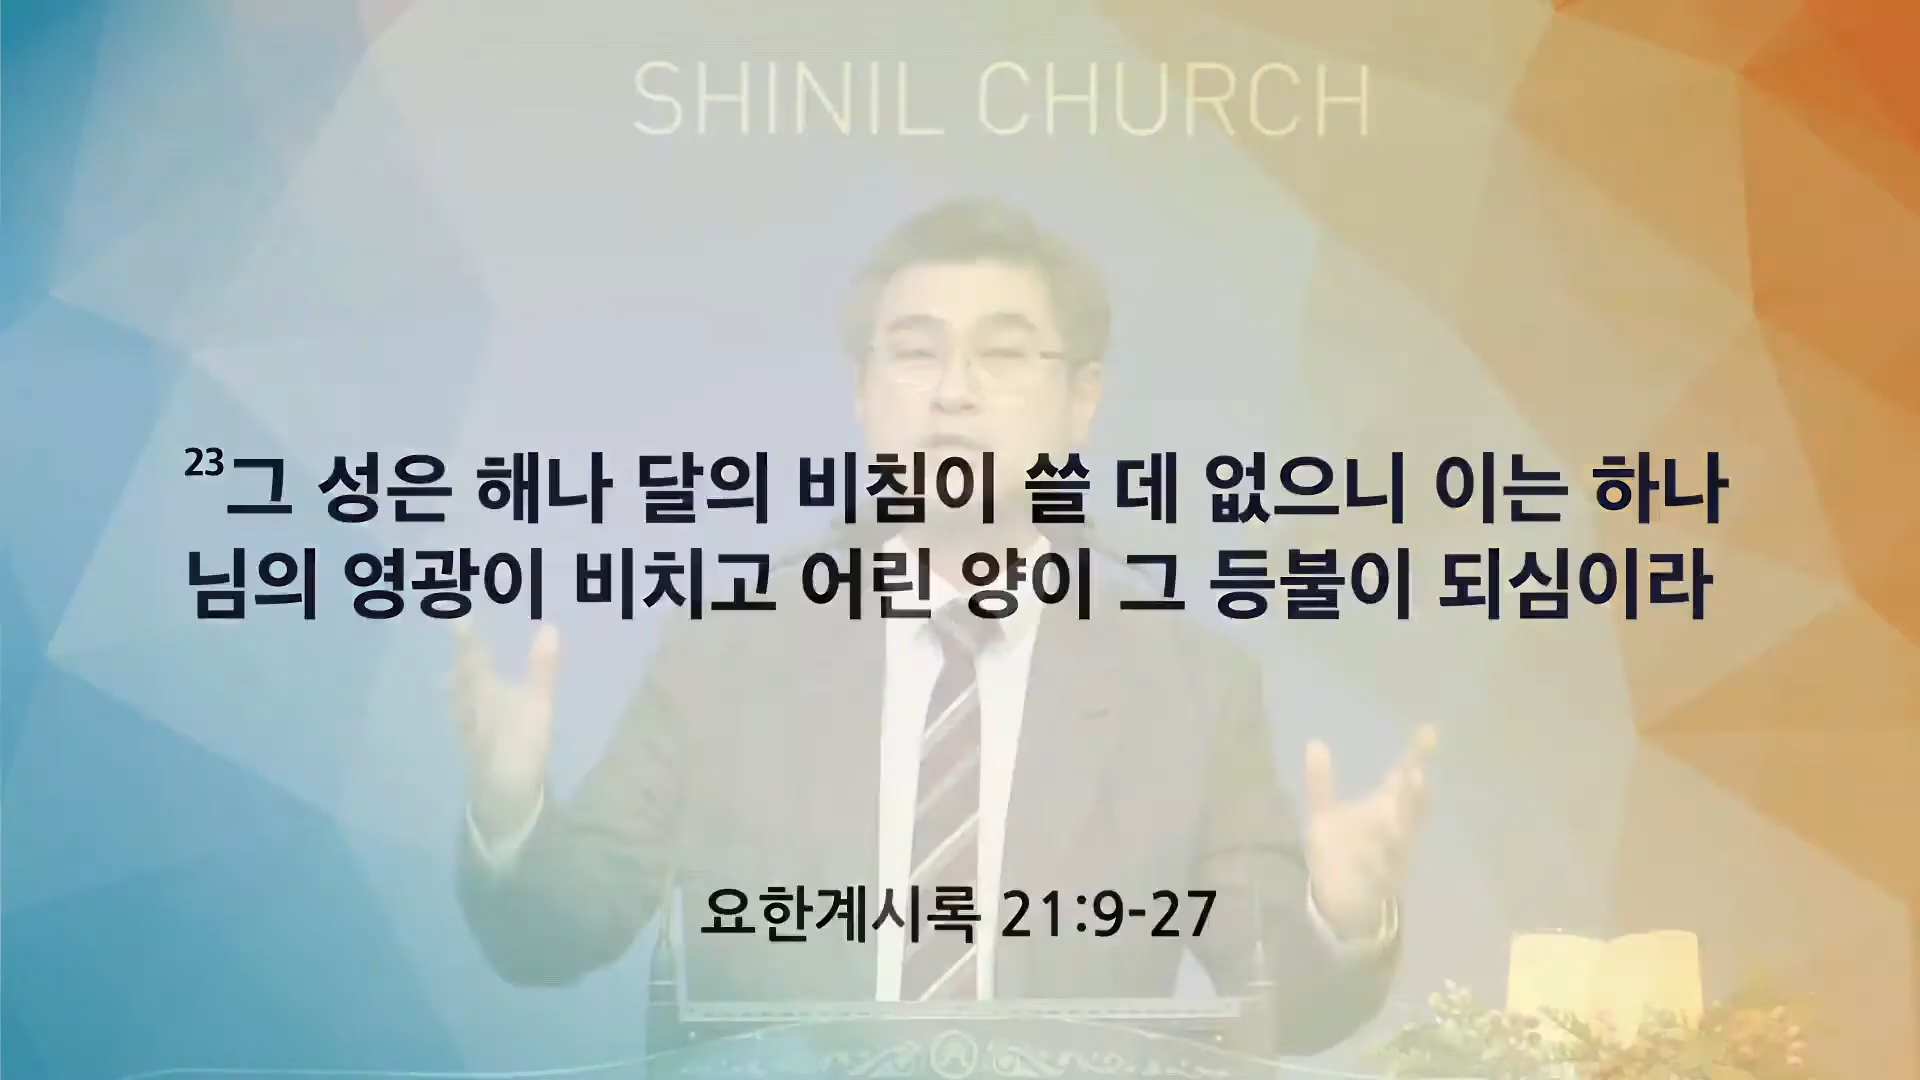 SHINIL CHURCH
23그 성은 해나 달의 비침이 쓸 데 없으니 이는 하나
님의 영광이 비치고 어린 양이 그 등불이 되심이라
요한계시록 21:9-27